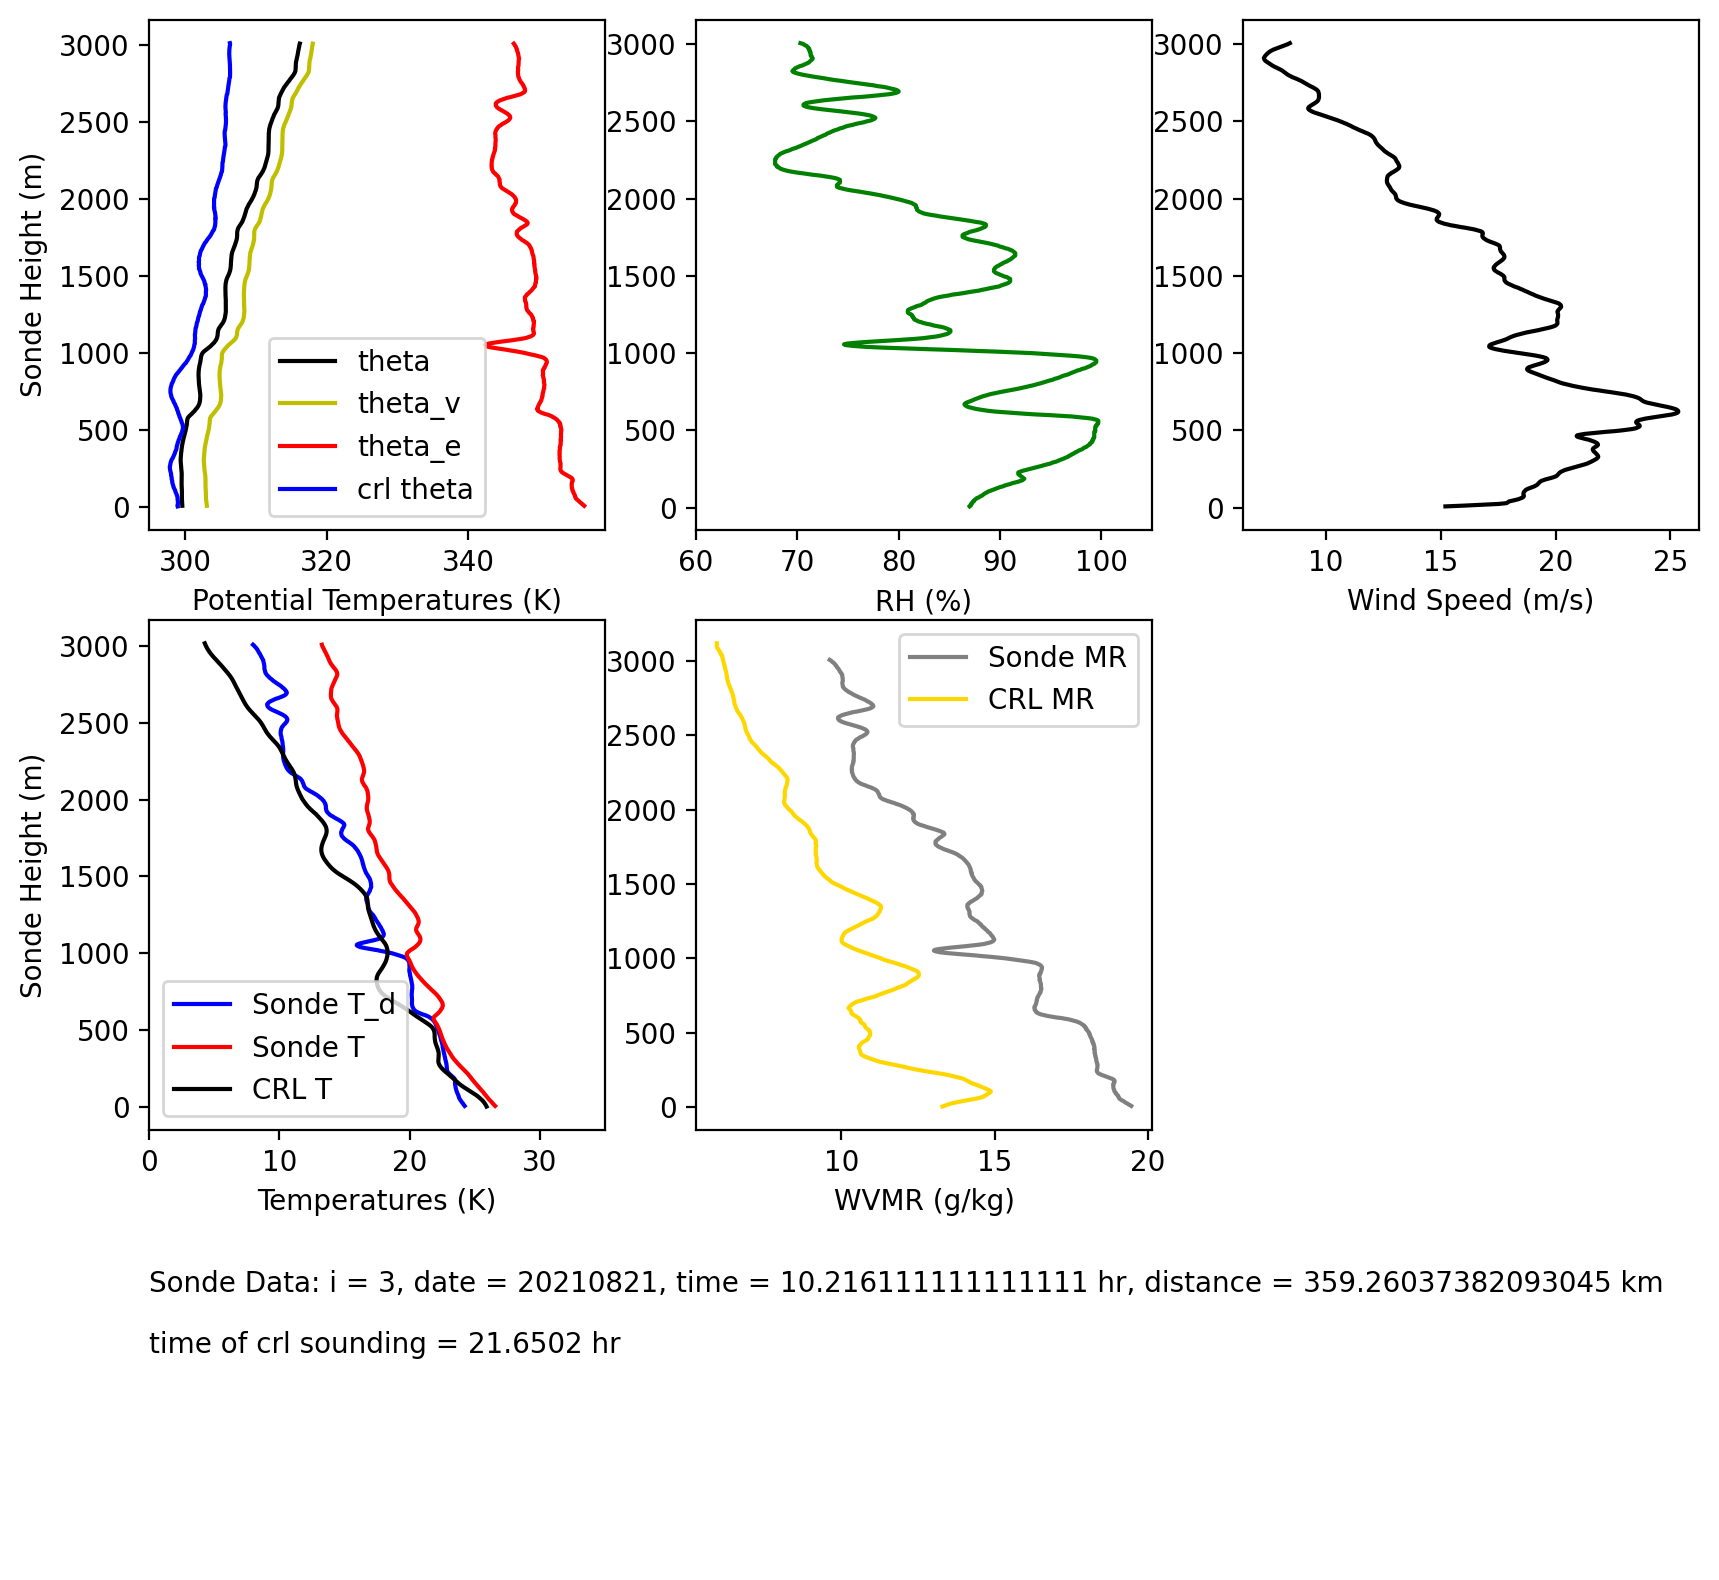 3000
2500
2000
1500
1000
500
0
Sonde Height (m)
theta
theta_v
theta_e
crl theta
300 320 340
Potential Temperatures (K)
3000
2500
2000
1500
1000
500
0
60 70 80 90 100
RH (%)
3000
2500
2000
1500
1000
500
0
10 15 20 25
Wind Speed (m/s)
3000
2500
2000
1500
1000
500
0
Sonde Height (m)
Sonde T_d
Sonde T
CRL T
0 10 20 30
Temperatures (K)
3000
2500
2000
1500
1000
500
0
Sonde MR
CRL MR
10 15 20
WVMR (g/kg)
Sonde Data: i = 3, date = 20210821, time = 10.216111111111111 hr, distance = 359.26037382093045 km
time of crl sounding = 21.6502 hr